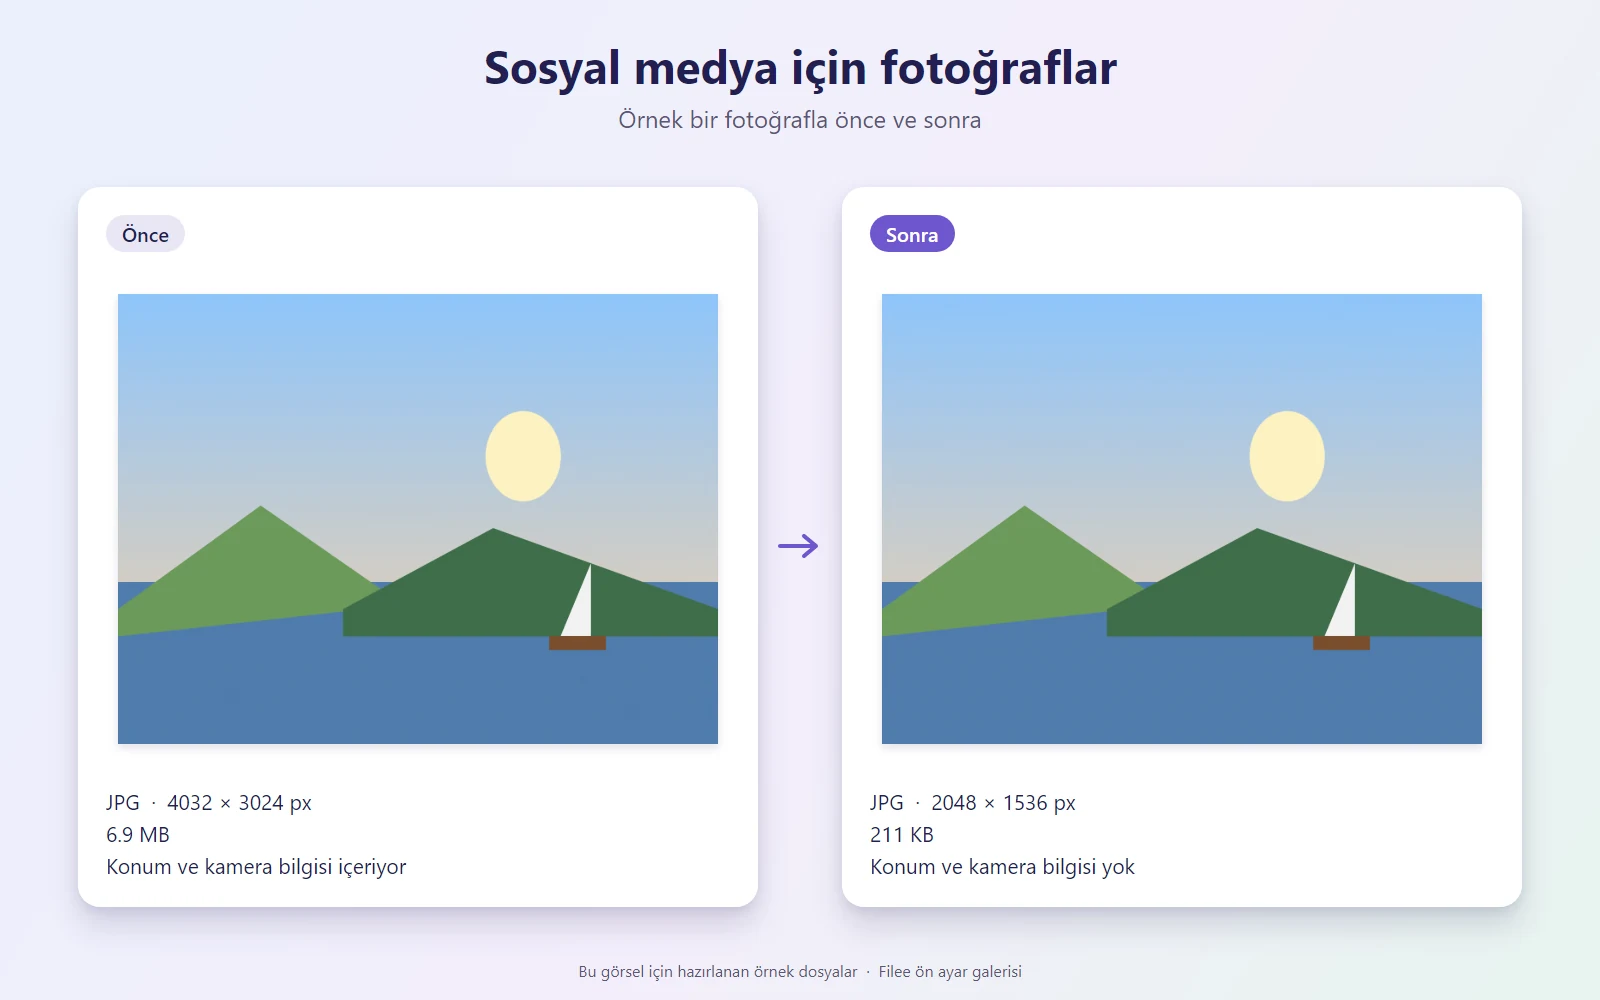 Sosyal medya için fotoğraflar
Örnek bir fotoğrafla önce ve sonra
Önce
JPG · 4032 × 3024 px
6.9 MB
Konum ve kamera bilgisi içeriyor
Sonra
JPG · 2048 × 1536 px
211 KB
Konum ve kamera bilgisi yok
Bu görsel için hazırlanan örnek dosyalar · Filee ön ayar galerisi